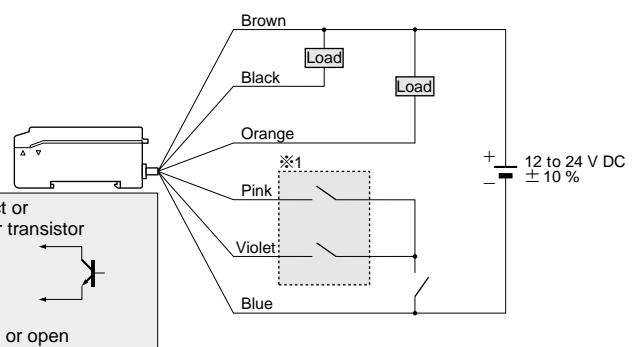 Brown
Load
Black
Load
Orange
※1
+
12 to 24 V DC
−
±10 %
Pink
or
transistor
Violet
Blue
or open